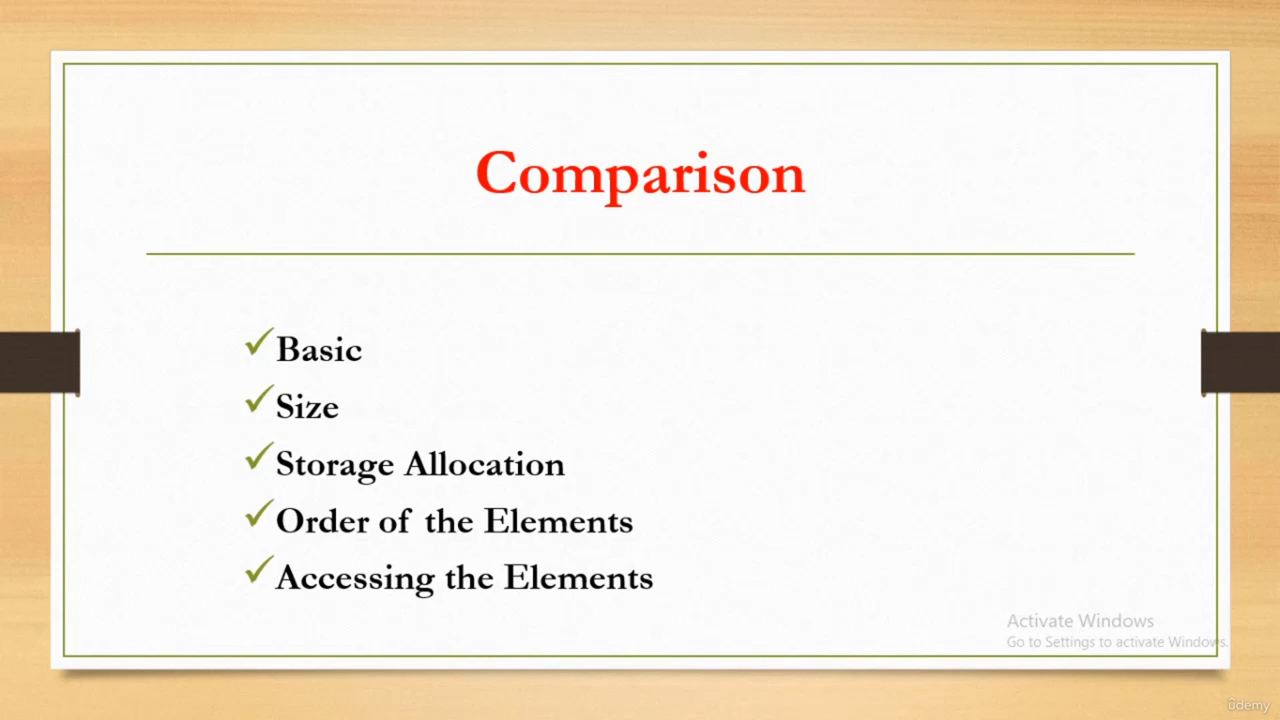 Comparison
✓Basic
✓Size
✓Storage Allocation
✓Order of the Elements
✓Accessing the Elements
Activate Windows
Go to Settings to activate Windows.
ûdemy